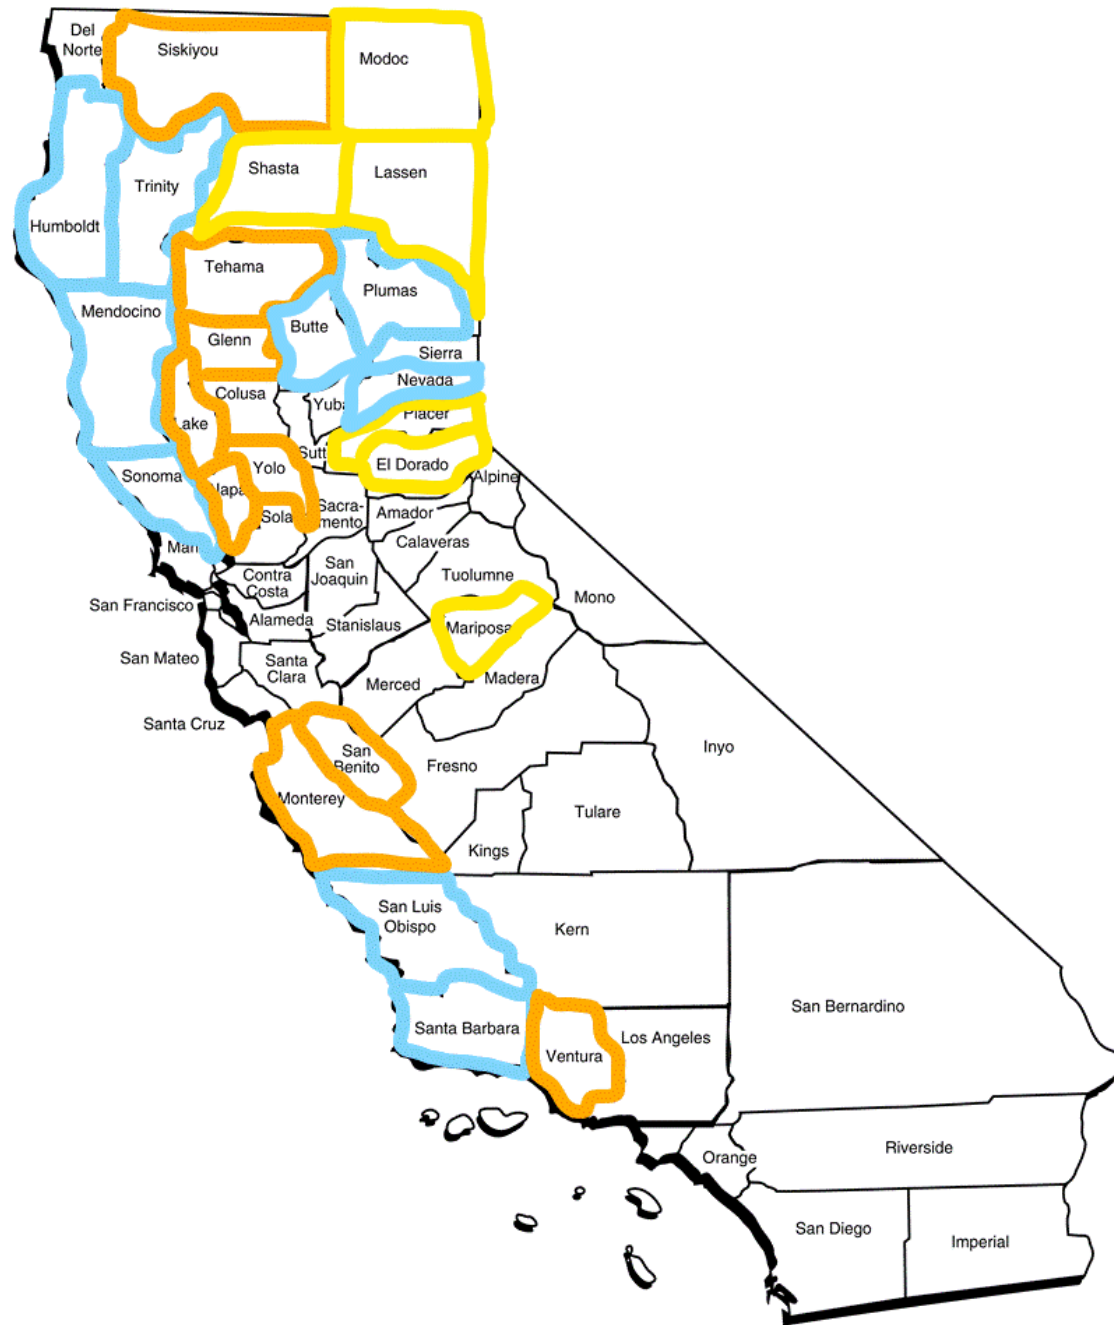 Del
Norte
Siskiyou
Modoc
Shasta
Lassen
Trinity
Humboldt
Tehama
Plumas
Mendocino
Butte
Glenn
Sierra
Nevada
Colusa
Yuba
Placer
Lake
Sutt
Yolo
El Dorado
Sonoma
Alpine
Napa
Sola
Sacra-
mento
Amador
Mari
Calaveras
Contra
Costa
San
Joaquin
Tuolumne
Mono
San Francisco
Alameda
Stanislaus
Mariposa
San Mateo
Santa
Clara
Merced
Madera
Santa Cruz
San
Benito
Fresno
Inyo
Monterey
Tulare
Kings
San Luis
Obispo
Kern
San Bernardino
Santa Barbara
Ventura
Los Angeles
Orange
Riverside
San Diego
Imperial